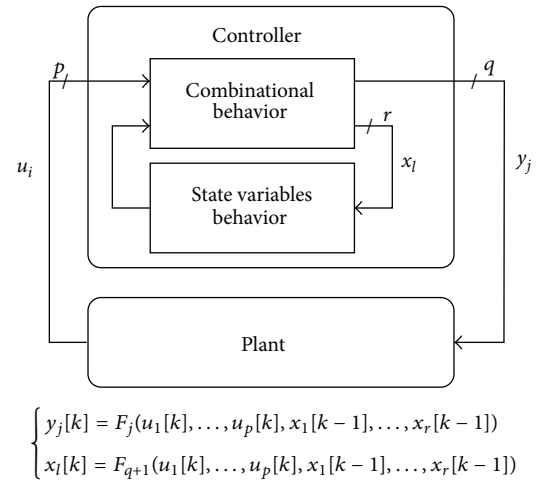 Controller
p
q
Combinational
behavior
r
u_i
x_l
y_j
State variables
behavior
Plant
y_j[k] = F_j(u_1[k], . . . , u_p[k], x_1[k − 1], . . . , x_r[k − 1])
x_l[k] = F_{q+1}(u_1[k], . . . , u_p[k], x_1[k − 1], . . . , x_r[k − 1])